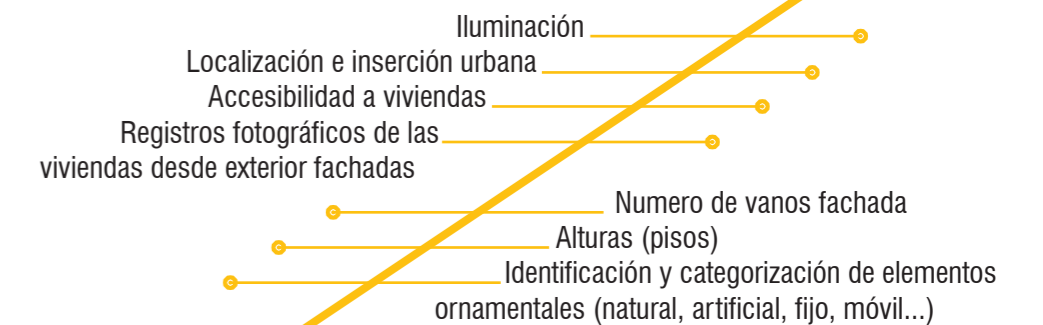 Iluminación
Localización e inserción urbana
Accesibilidad a viviendas
Registros fotográficos de las
viviendas desde exterior fachadas
Numero de vanos fachada
Alturas (pisos)
Identificación y categorización de elementos
ornamentales (natural, artificial, fijo, móvil...)